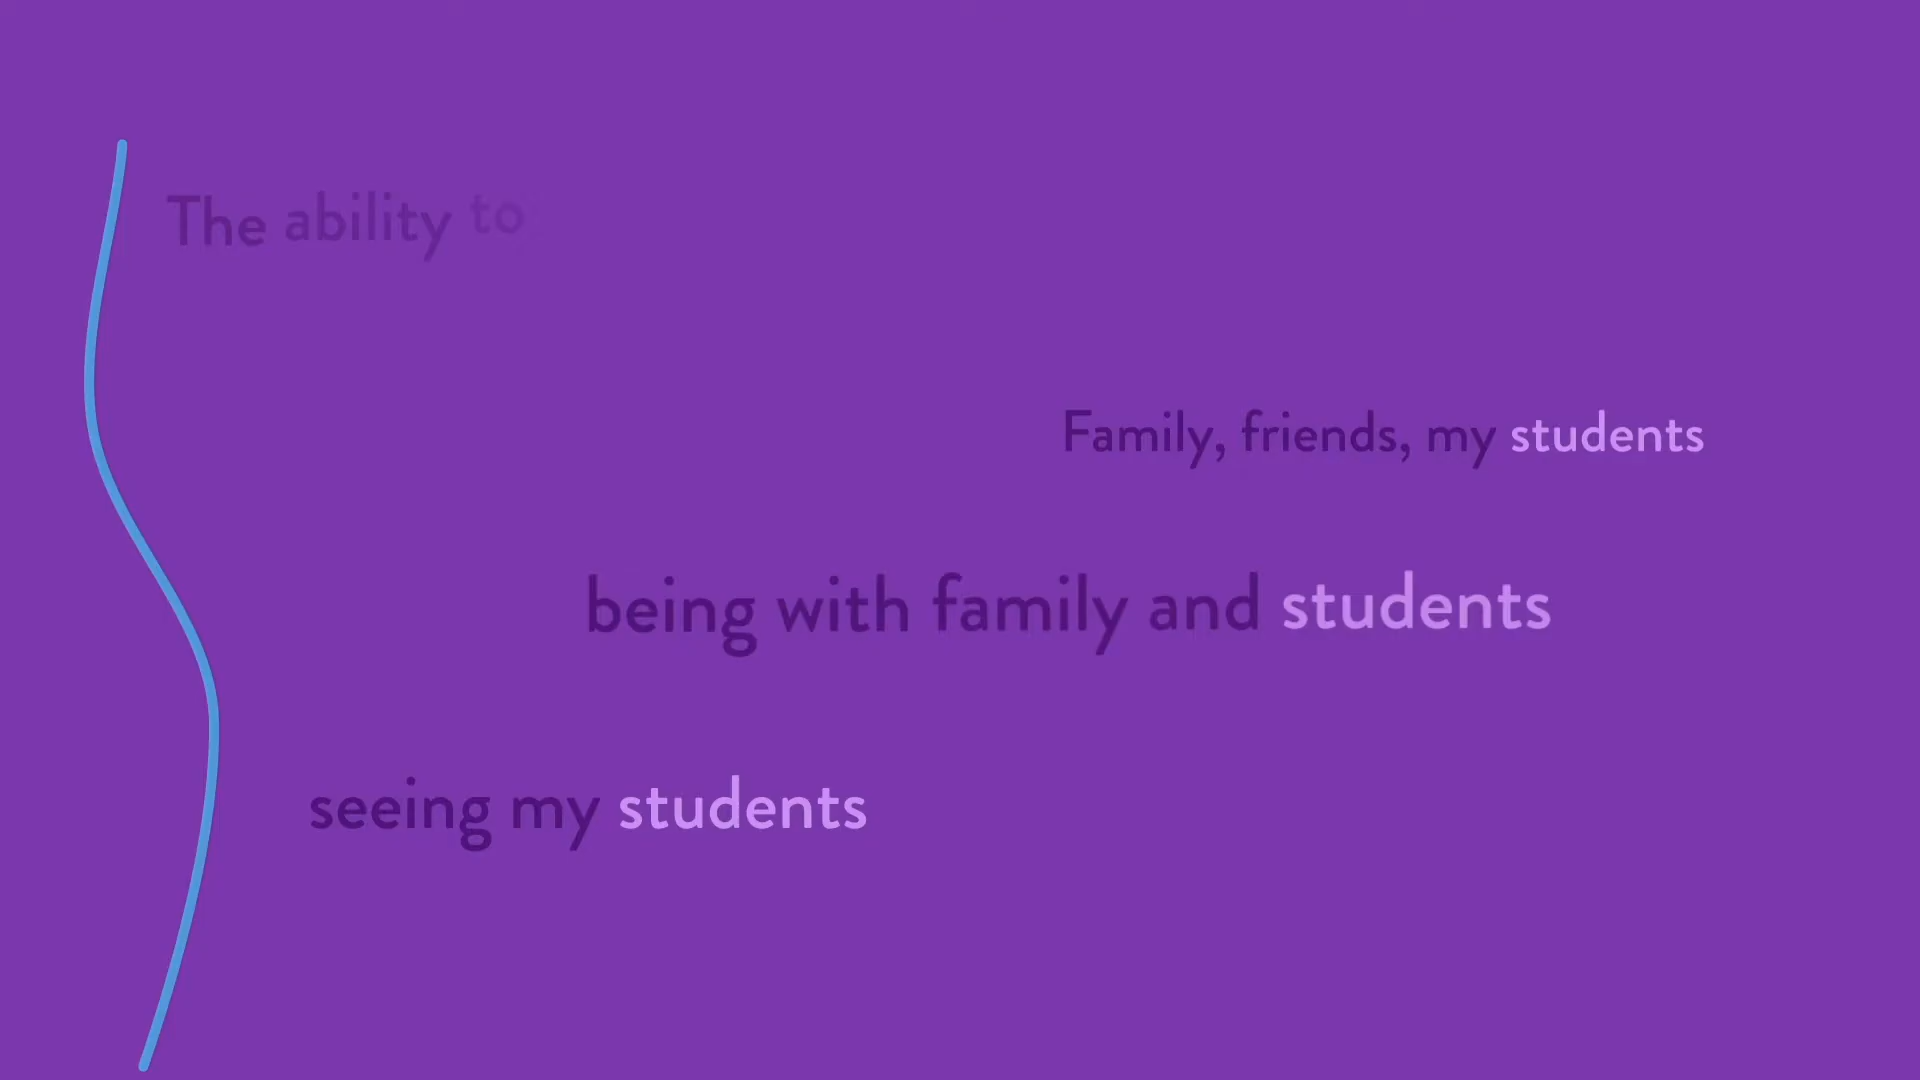 The ability to
Family, friends, my students
being with family and students
seeing my students